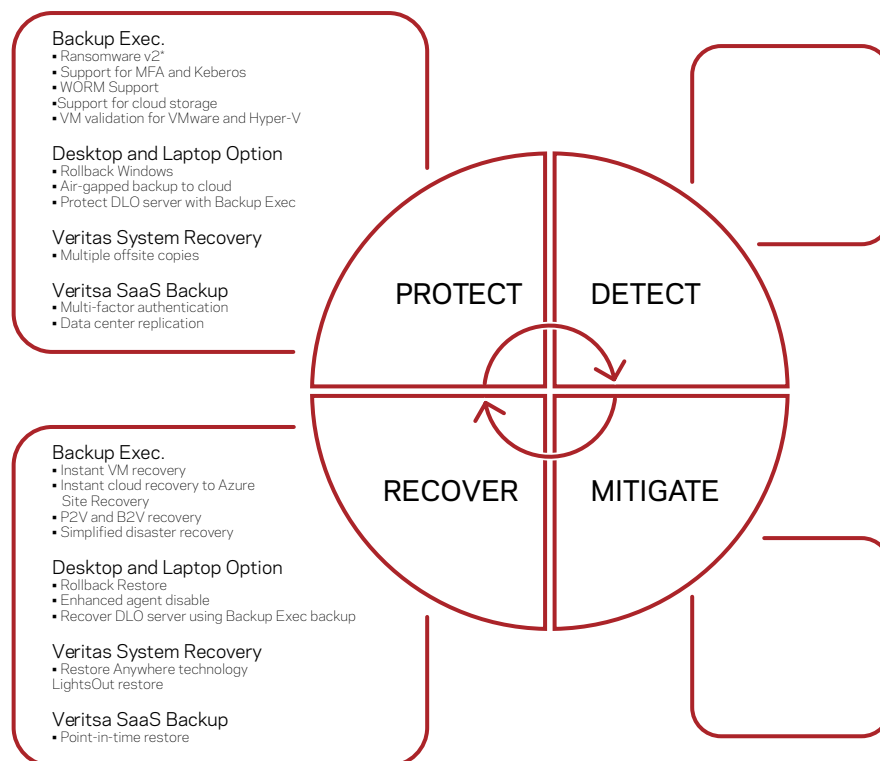 Backup Exec.
▪ Ransomware v2*
▪ Support for MFA and Keberos
▪ WORM Support
▪Support for cloud storage
▪ VM validation for VMware and Hyper-V
Desktop and Laptop Option
▪ Rollback Windows
▪ Air-gapped backup to cloud
▪ Protect DLO server with Backup Exec
Veritas System Recovery
▪ Multiple offsite copies
Veritsa SaaS Backup
▪ Multi-factor authentication
▪ Data center replication
PROTECT
DETECT
RECOVER
MITIGATE
Backup Exec.
▪ Instant VM recovery
▪ Instant cloud recovery to Azure
Site Recovery
▪ P2V and B2V recovery
▪ Simplified disaster recovery
Desktop and Laptop Option
▪ Rollback Restore
▪ Enhanced agent disable
▪ Recover DLO server using Backup Exec backup
Veritas System Recovery
▪ Restore Anywhere technology
LightsOut restore
Veritsa SaaS Backup
▪ Point-in-time restore